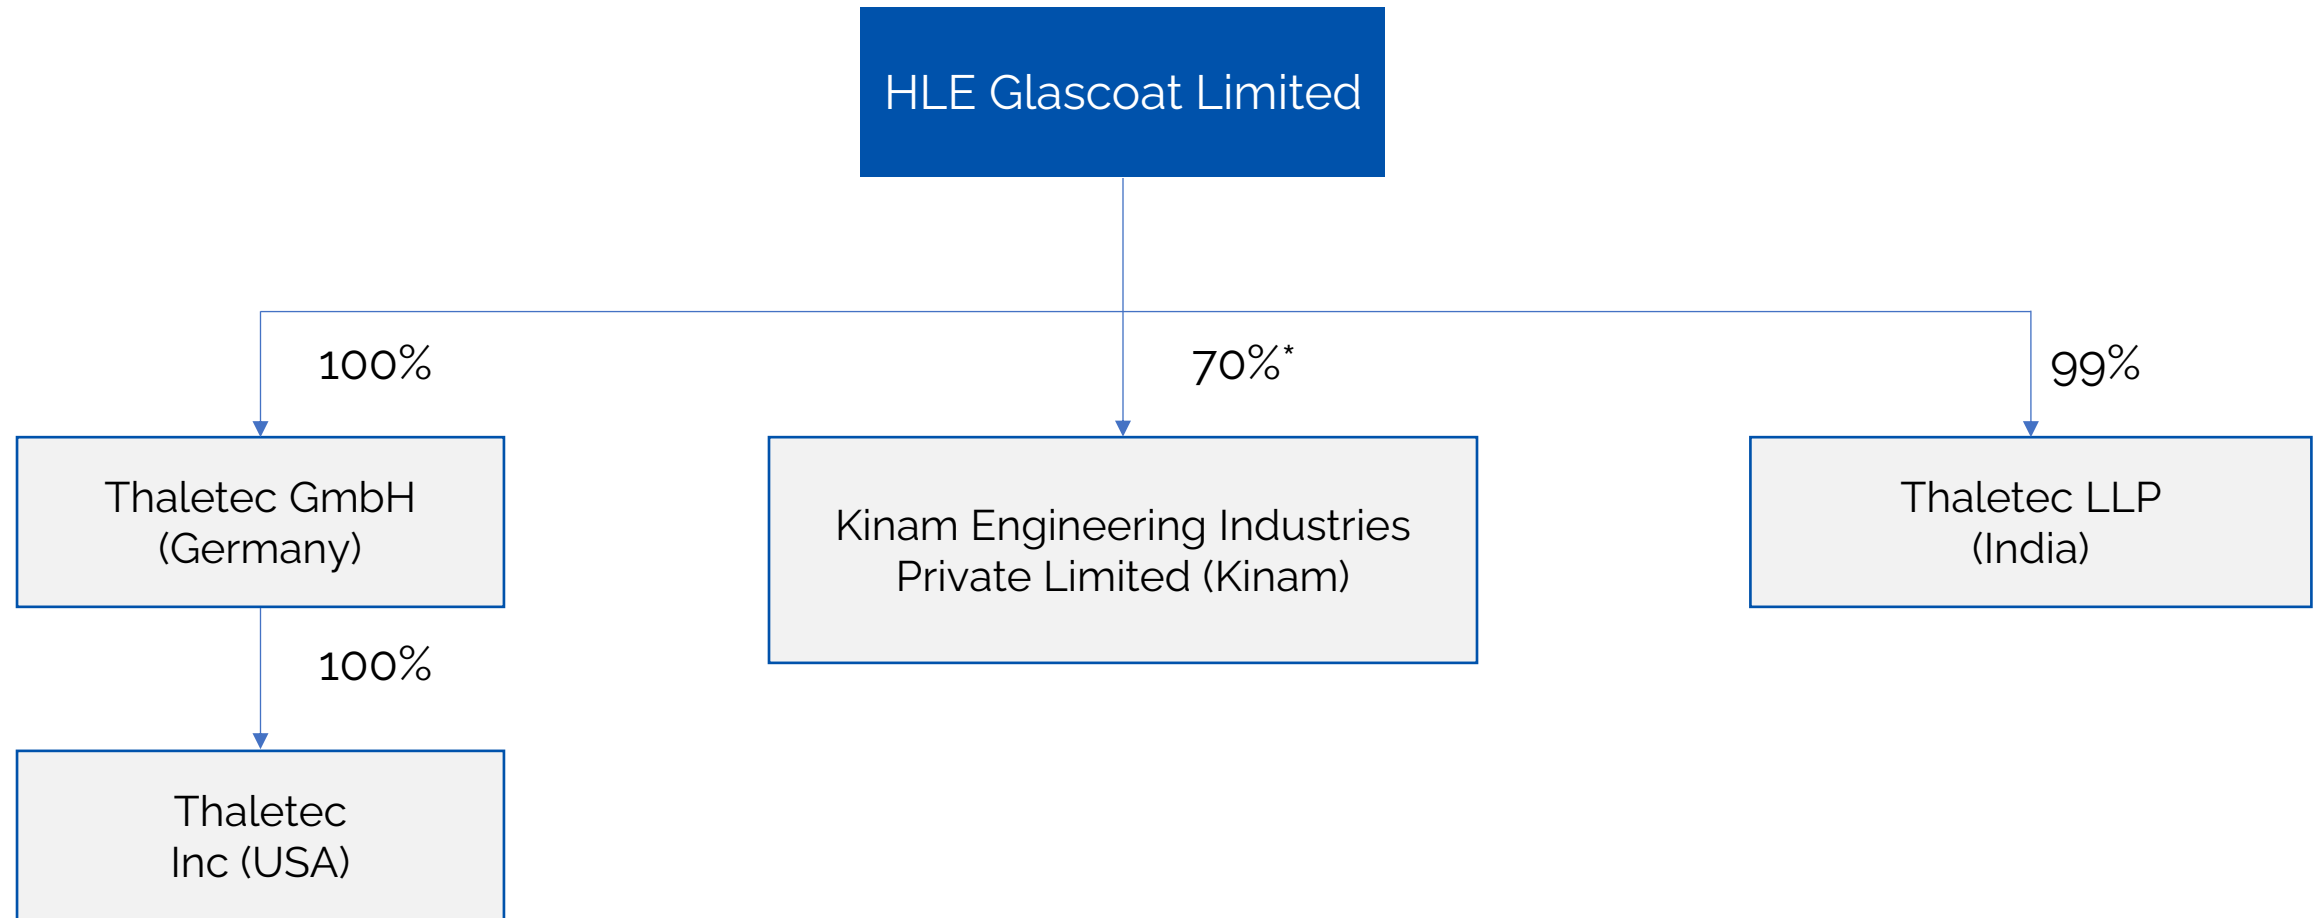 HLE Glascoat Limited
100%
70%*
99%
Thaletec GmbH
(Germany)
Kinam Engineering Industries
Private Limited (Kinam)
Thaletec LLP
(India)
100%
Thaletec
Inc (USA)